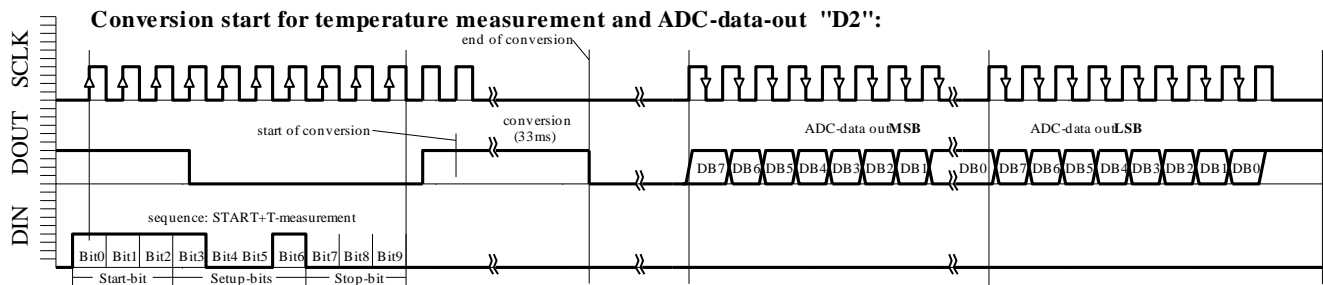 Conversion start for temperature measurement and ADC-data-out "D2":
end of conversion
SCLK
start of conversion
conversion
(33ms)
ADC-data outMSB
ADC-data outLSB
DOUT
DB7 DB6 DB5 DB4 DB3 DB2 DB1 DB0 DB7 DB6 DB5 DB4 DB3 DB2 DB1 DB0
sequence: START+T-measurement
DIN
Bit0 Bit1 Bit2 Bit3 Bit4 Bit5 Bit6 Bit7 Bit8 Bit9
Start-bit Setup-bits Stop-bit